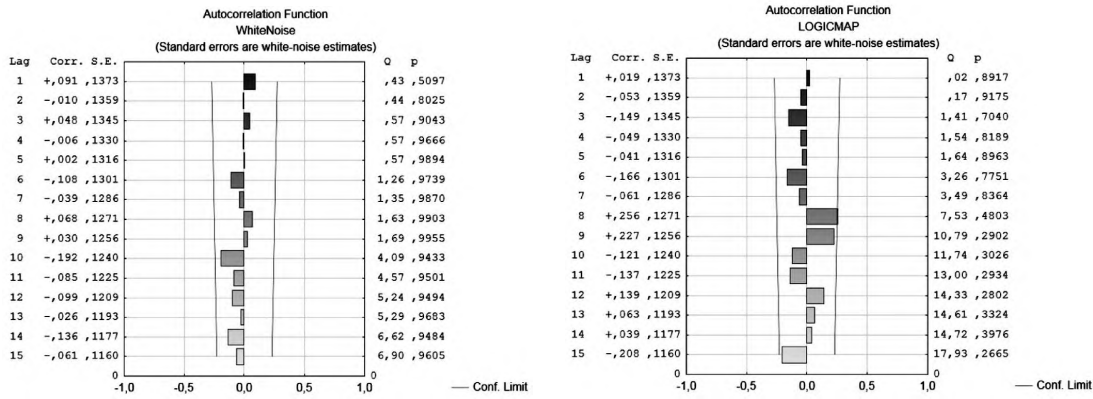 Autocorrelation Function
WhiteNoise
(Standard errors are white-noise estimates)
Lag Corr. S.E. Q p
1 +,091 ,1373 ,43 ,5097
2 -,010 ,1359 ,44 ,8025
3 +,048 ,1345 ,57 ,9043
4 -,006 ,1330 ,57 ,9666
5 +,002 ,1316 ,57 ,9894
6 -,108 ,1301 1,26 ,9739
7 -,039 ,1286 1,35 ,9870
8 +,068 ,1271 1,63 ,9903
9 +,030 ,1256 1,69 ,9955
10 -,192 ,1240 4,09 ,9433
11 -,085 ,1225 4,57 ,9501
12 -,099 ,1209 5,24 ,9494
13 -,026 ,1193 5,29 ,9683
14 -,136 ,1177 6,62 ,9484
15 -,061 ,1160 6,90 ,9605
0 0
-1,0 -0,5 0,0 0,5 1,0
Conf. Limit
Autocorrelation Function
LOGICMAP
(Standard errors are white-noise estimates)
Lag Corr. S.E. Q p
1 +,019 ,1373 ,02 ,8917
2 -,053 ,1359 ,17 ,9175
3 -,149 ,1345 1,41 ,7040
4 -,049 ,1330 1,54 ,8189
5 -,041 ,1316 1,64 ,8963
6 -,166 ,1301 3,26 ,7751
7 -,061 ,1286 3,49 ,8364
8 +,256 ,1271 7,53 ,4803
9 +,227 ,1256 10,79 ,2902
10 -,121 ,1240 11,74 ,3026
11 -,137 ,1225 13,00 ,2934
12 +,139 ,1209 14,33 ,2802
13 +,063 ,1193 14,61 ,3324
14 +,039 ,1177 14,72 ,3976
15 -,208 ,1160 17,93 ,2665
0 0
-1,0 -0,5 0,0 0,5 1,0
Conf. Limit